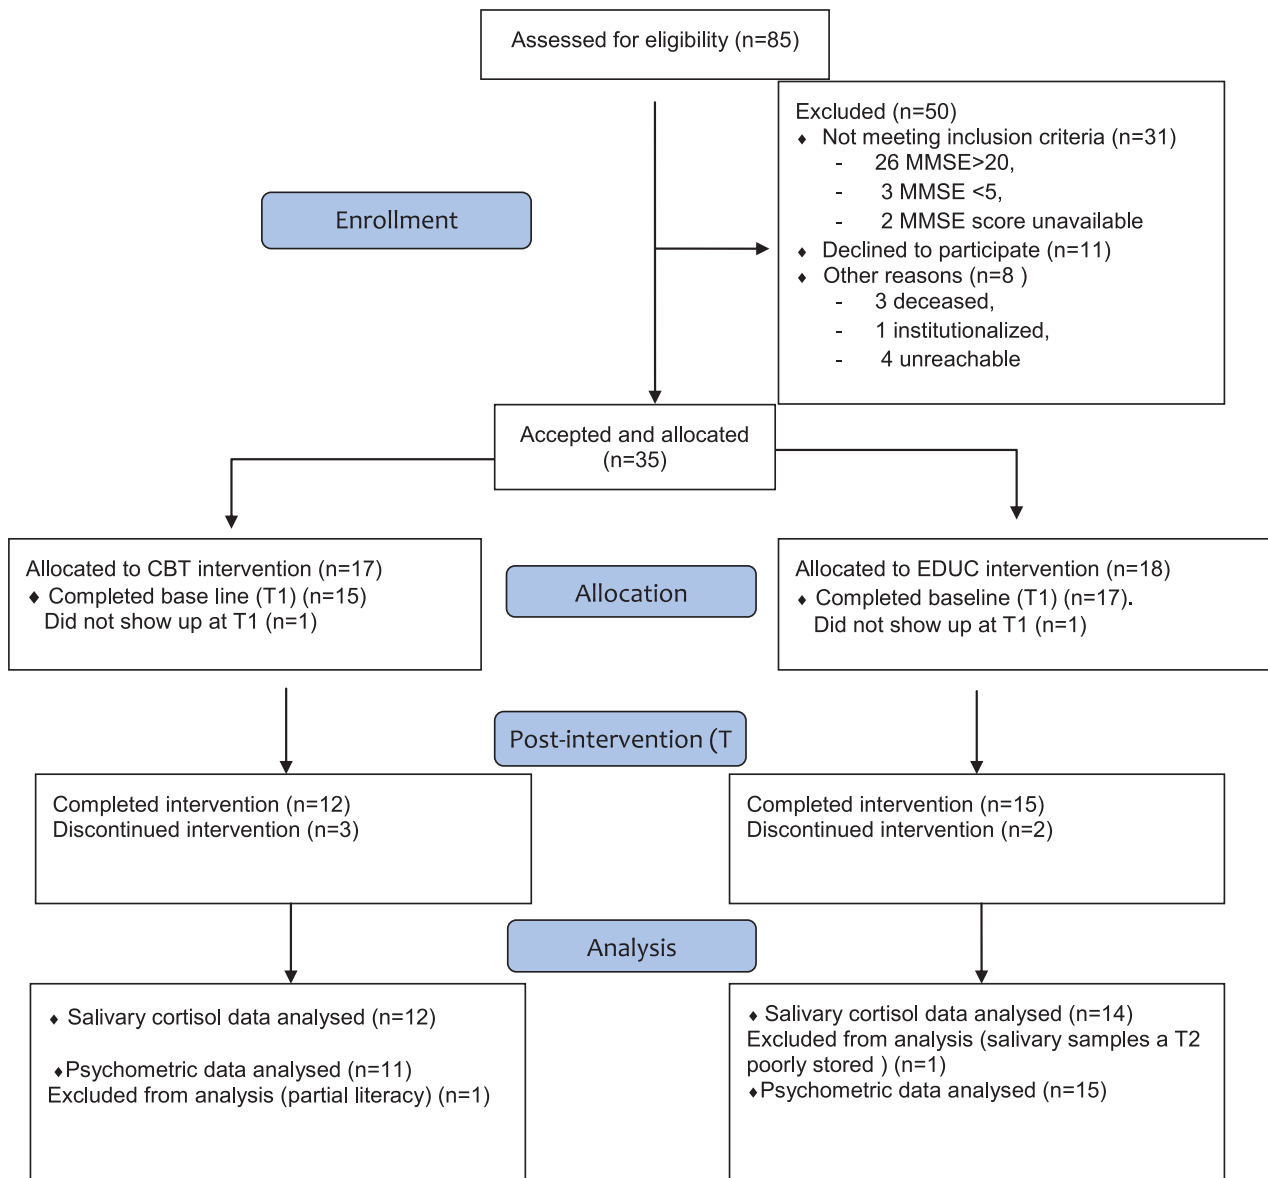 Assessed for eligibility (n=85)
Excluded (n=50)
♦ Not meeting inclusion criteria (n=31)
- 26 MMSE>20,
- 3 MMSE <5,
- 2 MMSE score unavailable
♦ Declined to participate (n=11)
♦ Other reasons (n=8 )
- 3 deceased,
- 1 institutionalized,
- 4 unreachable
Enrollment
Accepted and allocated
(n=35)
Allocated to CBT intervention (n=17)
♦ Completed base line (T1) (n=15)
Did not show up at T1 (n=1)
Allocation
Allocated to EDUC intervention (n=18)
♦ Completed baseline (T1) (n=17).
Did not show up at T1 (n=1)
Post-intervention (T
Completed intervention (n=12)
Discontinued intervention (n=3)
Completed intervention (n=15)
Discontinued intervention (n=2)
Analysis
♦ Salivary cortisol data analysed (n=12)
♦Psychometric data analysed (n=11)
Excluded from analysis (partial literacy) (n=1)
♦ Salivary cortisol data analysed (n=14)
Excluded from analysis (salivary samples a T2
poorly stored ) (n=1)
♦Psychometric data analysed (n=15)